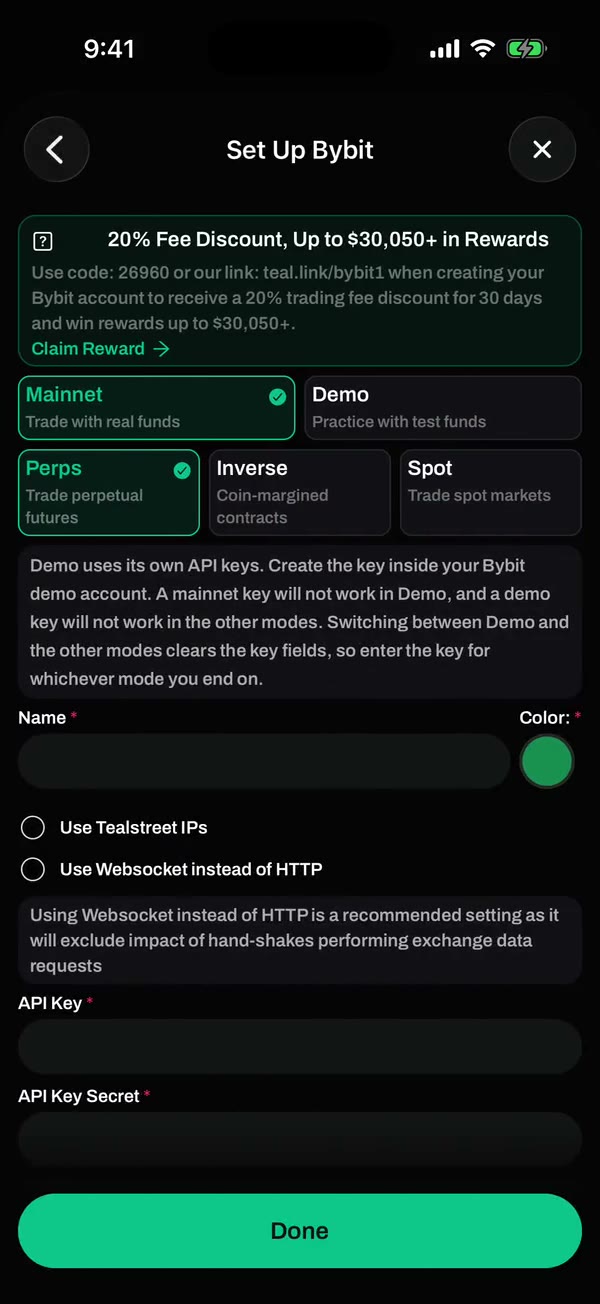 9:41
Set Up Bybit
20% Fee Discount, Up to $30,050+ in Rewards
Use code: 26960 or our link: teal.link/bybit1 when creating your
Bybit account to receive a 20% trading fee discount for 30 days
and win rewards up to $30,050+.
Claim Reward →
Mainnet
Trade with real funds
Demo
Practice with test funds
Perps
Trade perpetual
futures
Inverse
Coin-margined
contracts
Spot
Trade spot markets
Demo uses its own API keys. Create the key inside your Bybit
demo account. A mainnet key will not work in Demo, and a demo
key will not work in the other modes. Switching between Demo and
the other modes clears the key fields, so enter the key for
whichever mode you end on.
Name *
Color: *
Use Tealstreet IPs
Use Websocket instead of HTTP
Using Websocket instead of HTTP is a recommended setting as it
will exclude impact of hand-shakes performing exchange data
requests
API Key *
API Key Secret *
Done